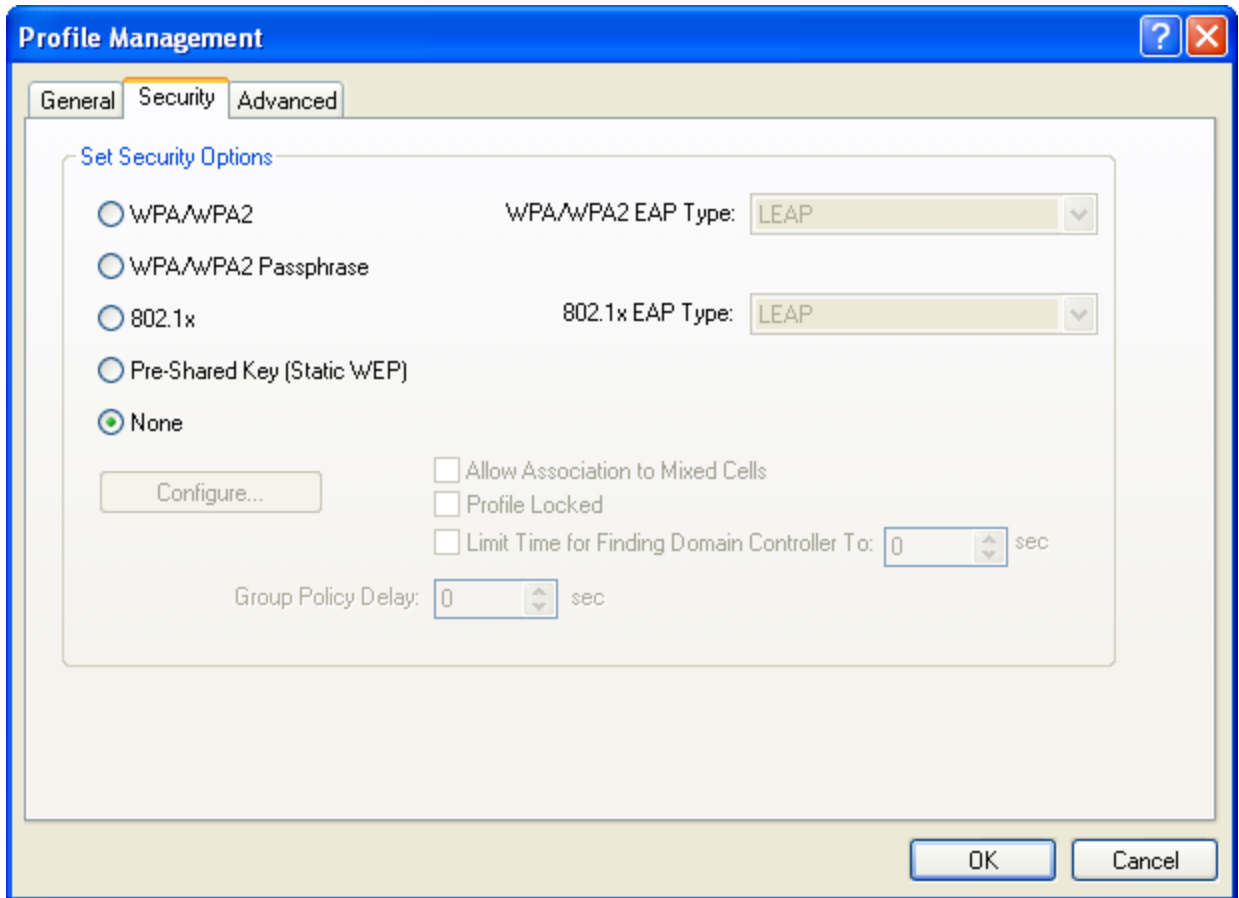 Profile Management
General Security Advanced
Set Security Options
WPA/WPA2 WPA/WPA2 EAP Type: LEAP
WPA/WPA2 Passphrase
802.1x 802.1x EAP Type: LEAP
Pre-Shared Key (Static WEP)
None
Configure... Allow Association to Mixed Cells
Profile Locked
Limit Time for Finding Domain Controller To: 0 sec
Group Policy Delay: 0 sec
OK Cancel